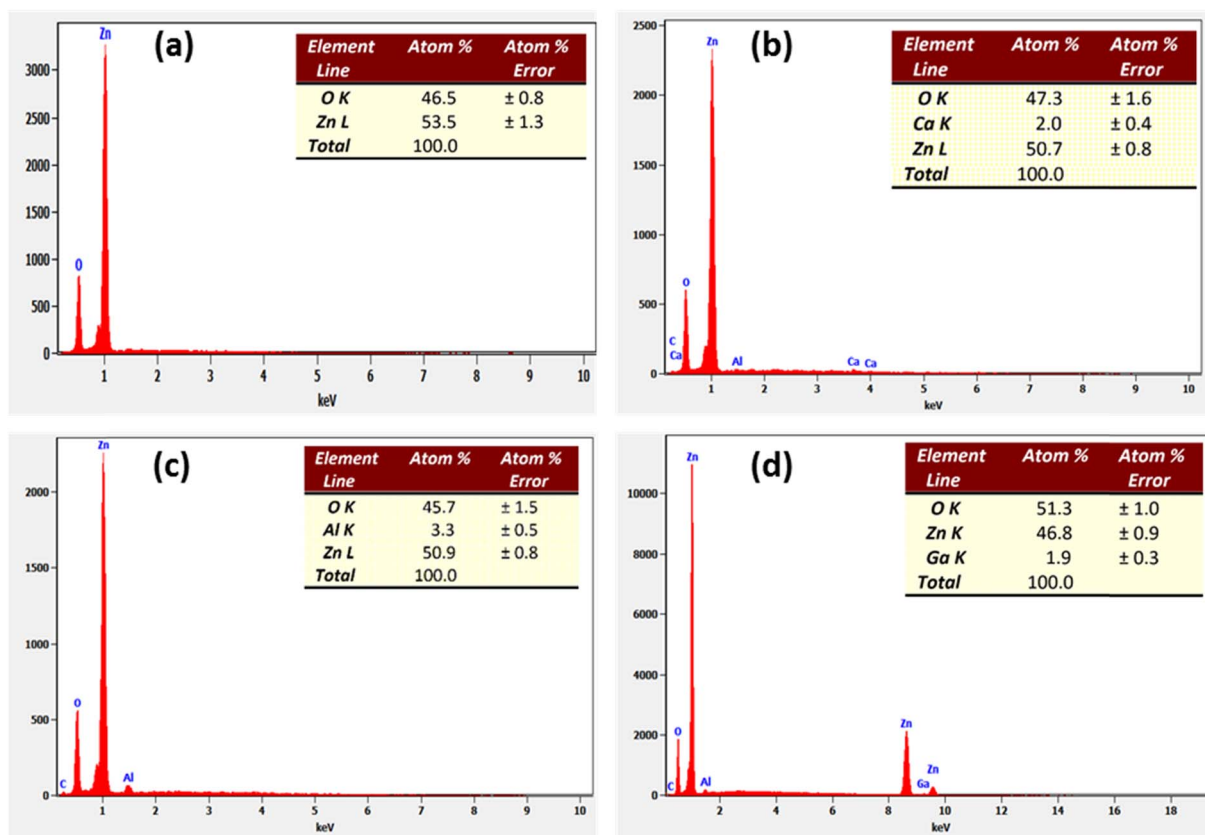 (a)
Zn
O
3000
2500
2000
1500
1000
500
0
1 2 3 4 5 6 7 8 9 10
keV
Element Line Atom % Atom % Error
O K 46.5 ± 0.8
Zn L 53.5 ± 1.3
Total 100.0
(b)
2500
2000
1500
1000
500
0
Zn
O
C
Ca
Al
Ca Ca
1 2 3 4 5 6 7 8 9 10
keV
Element Line Atom % Atom % Error
O K 47.3 ± 1.6
Ca K 2.0 ± 0.4
Zn L 50.7 ± 0.8
Total 100.0
(c)
Zn
2000
1500
1000
500
0
O
C
Al
1 2 3 4 5 6 7 8 9 10
keV
Element Line Atom % Atom % Error
O K 45.7 ± 1.5
Al K 3.3 ± 0.5
Zn L 50.9 ± 0.8
Total 100.0
(d)
Zn
10000
8000
6000
4000
2000
0
O
C
Al
Zn
Ga
Zn
2 4 6 8 10 12 14 16 18
keV
Element Line Atom % Atom % Error
O K 51.3 ± 1.0
Zn K 46.8 ± 0.9
Ga K 1.9 ± 0.3
Total 100.0